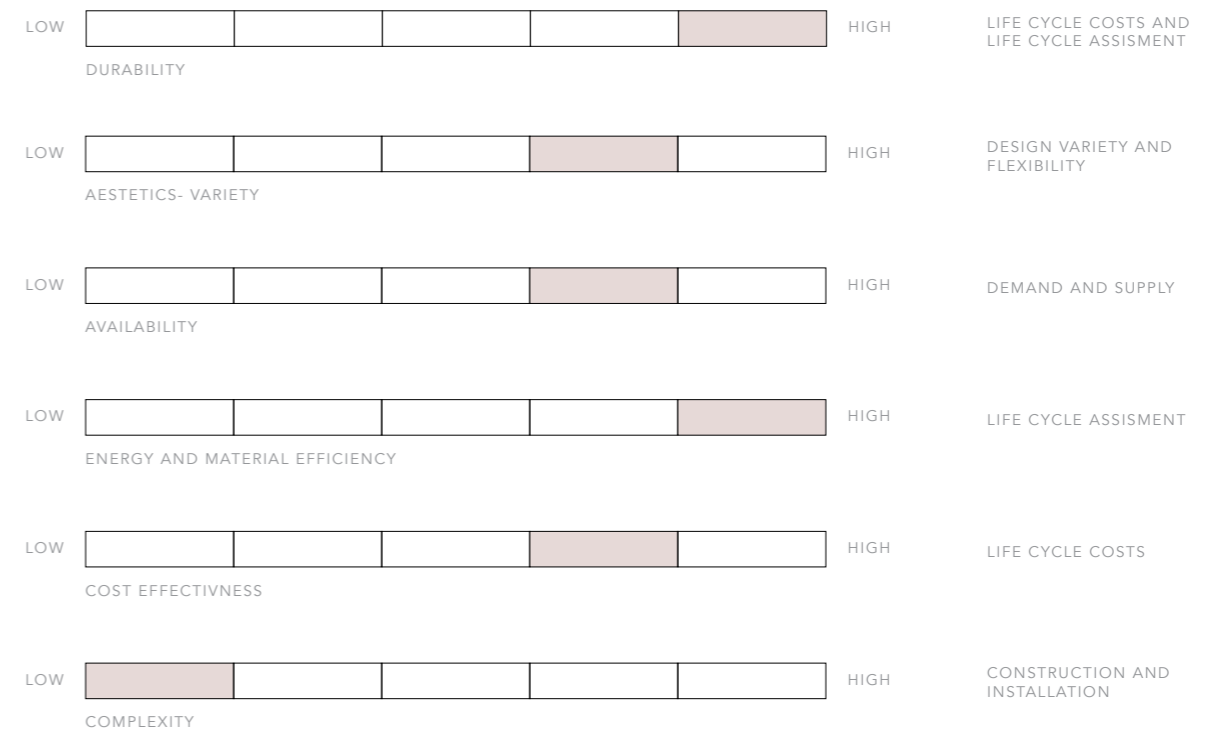 LOW HIGH LIFE CYCLE COSTS AND
LIFE CYCLE ASSISMENT
DURABILITY
LOW HIGH DESIGN VARIETY AND
FLEXIBILITY
AESTETICS- VARIETY
LOW HIGH DEMAND AND SUPPLY
AVAILABILITY
LOW HIGH LIFE CYCLE ASSISMENT
ENERGY AND MATERIAL EFFICIENCY
LOW HIGH LIFE CYCLE COSTS
COST EFFECTIVNESS
LOW HIGH CONSTRUCTION AND
INSTALLATION
COMPLEXITY